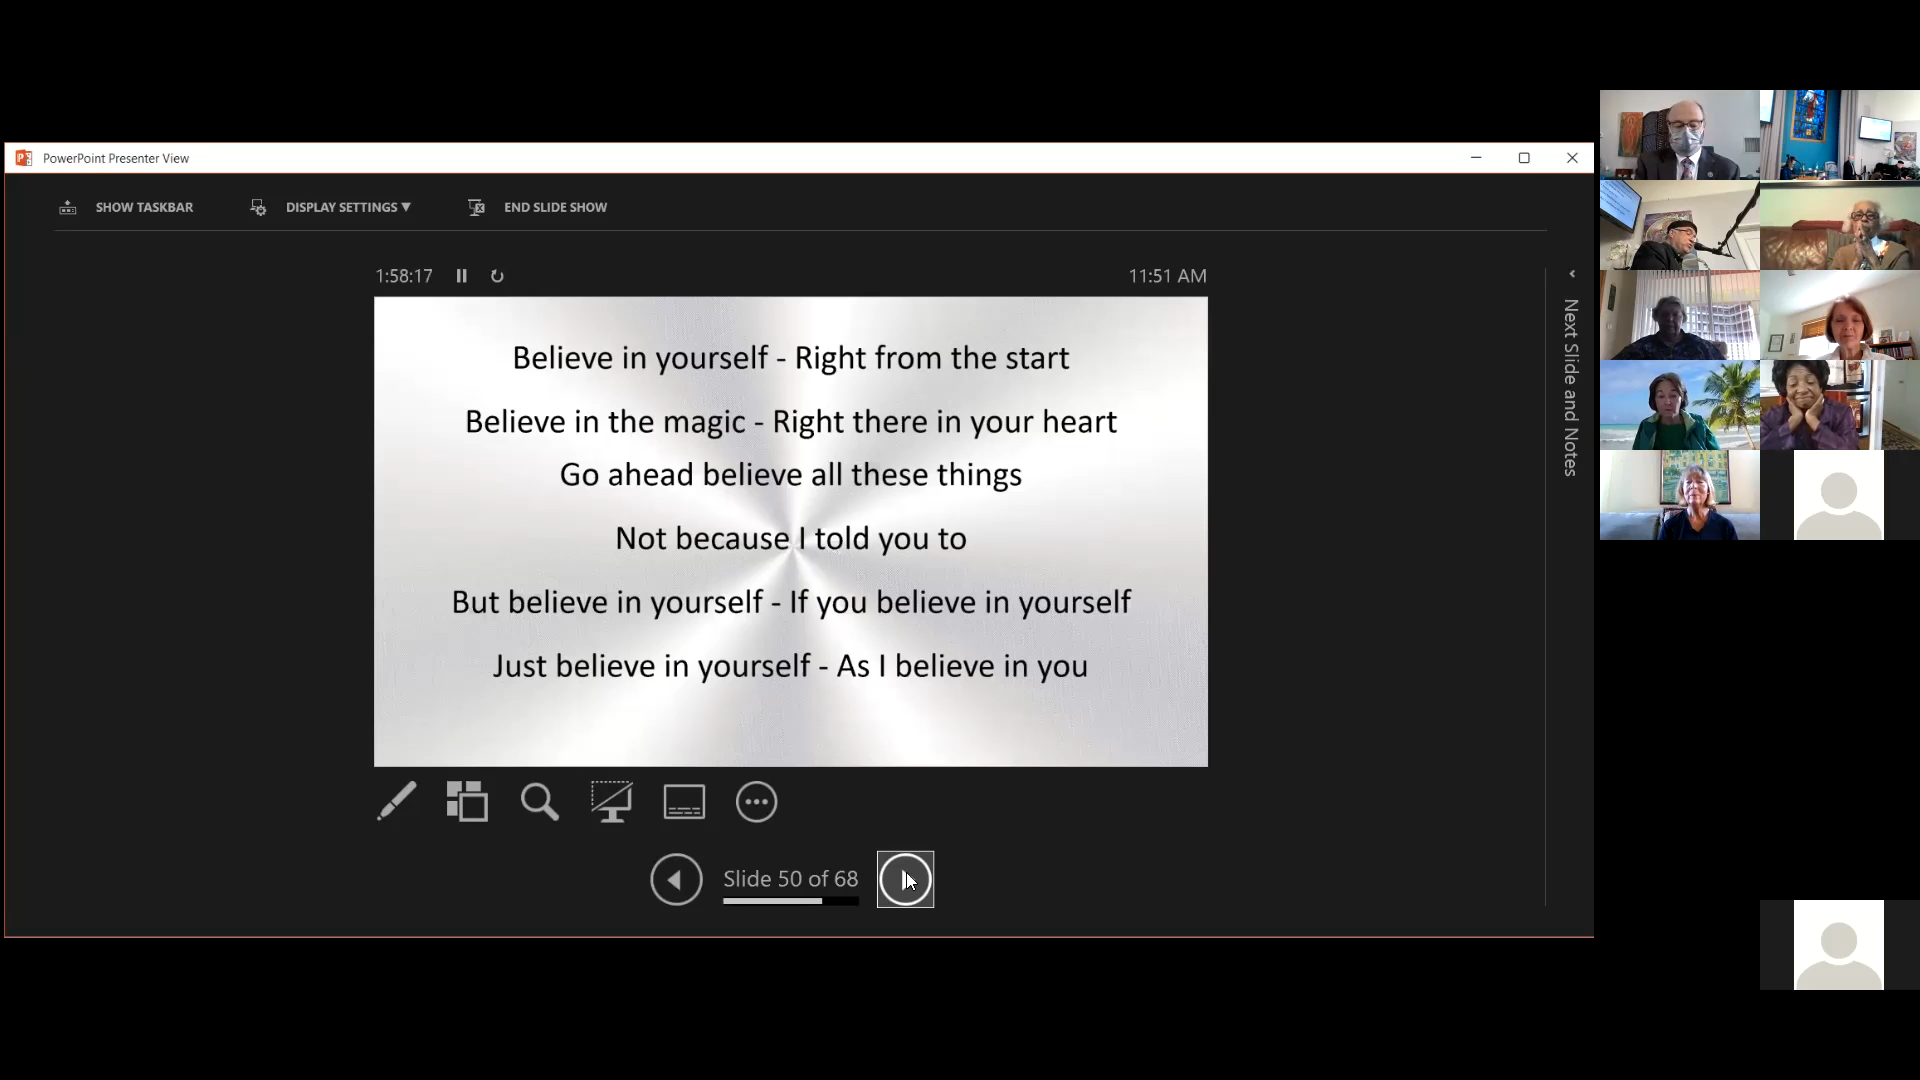 PowerPoint Presenter View
SHOW TASKBAR
DISPLAY SETTINGS ▼
END SLIDE SHOW
1:58:17
11:51 AM
Believe in yourself - Right from the start
Believe in the magic - Right there in your heart
Go ahead believe all these things
Not because I told you to
But believe in yourself - If you believe in yourself
Just believe in yourself - As I believe in you
Slide 50 of 68
Next Slide and Notes